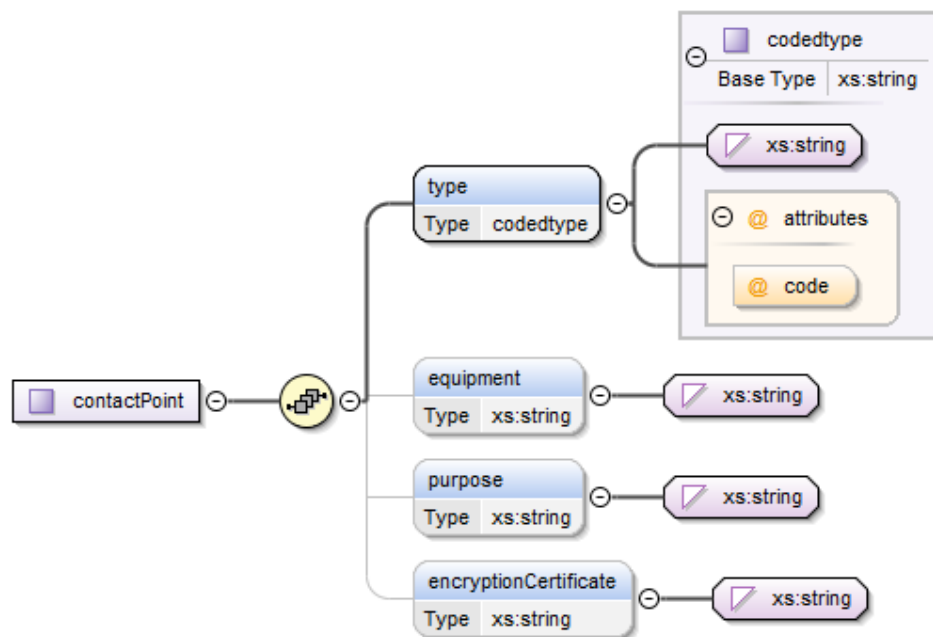 codedtype
Base Type xs:string
xs:string
type
Type codedtype
@ attributes
@ code
contactPoint
equipment
Type xs:string
xs:string
purpose
Type xs:string
xs:string
encryptionCertificate
Type xs:string
xs:string